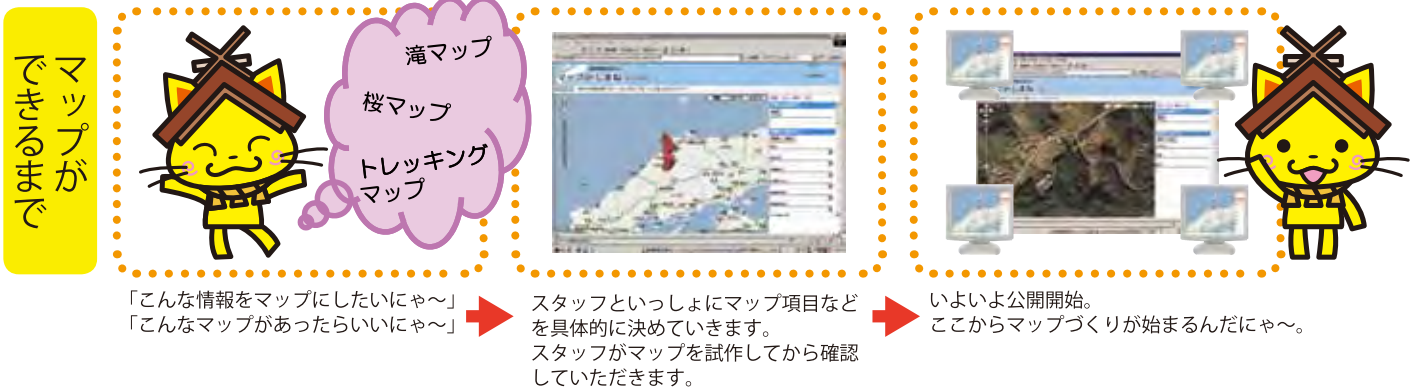 マップが
できるまで
滝マップ
桜マップ
トレッキング
マップ
「こんな情報をマップにしたいにゃ～」
「こんなマップがあったらいいにゃ～」
スタッフといっしょにマップ項目など
を具体的に決めていきます。
スタッフがマップを試作してから確認
していただきます。
いよいよ公開開始。
ここからマップづくりが始まるんだにゃ～。